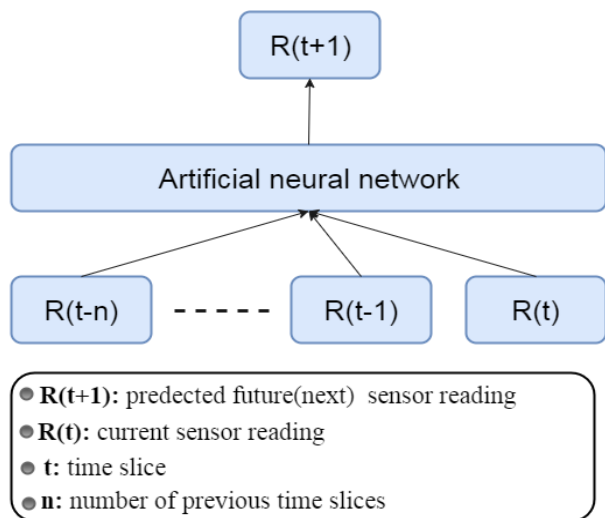 R(t+1)
Artificial neural network
R(t-n) ----- R(t-1) R(t)
R(t+1): predected future(next) sensor reading
R(t): current sensor reading
t: time slice
n: number of previous time slices